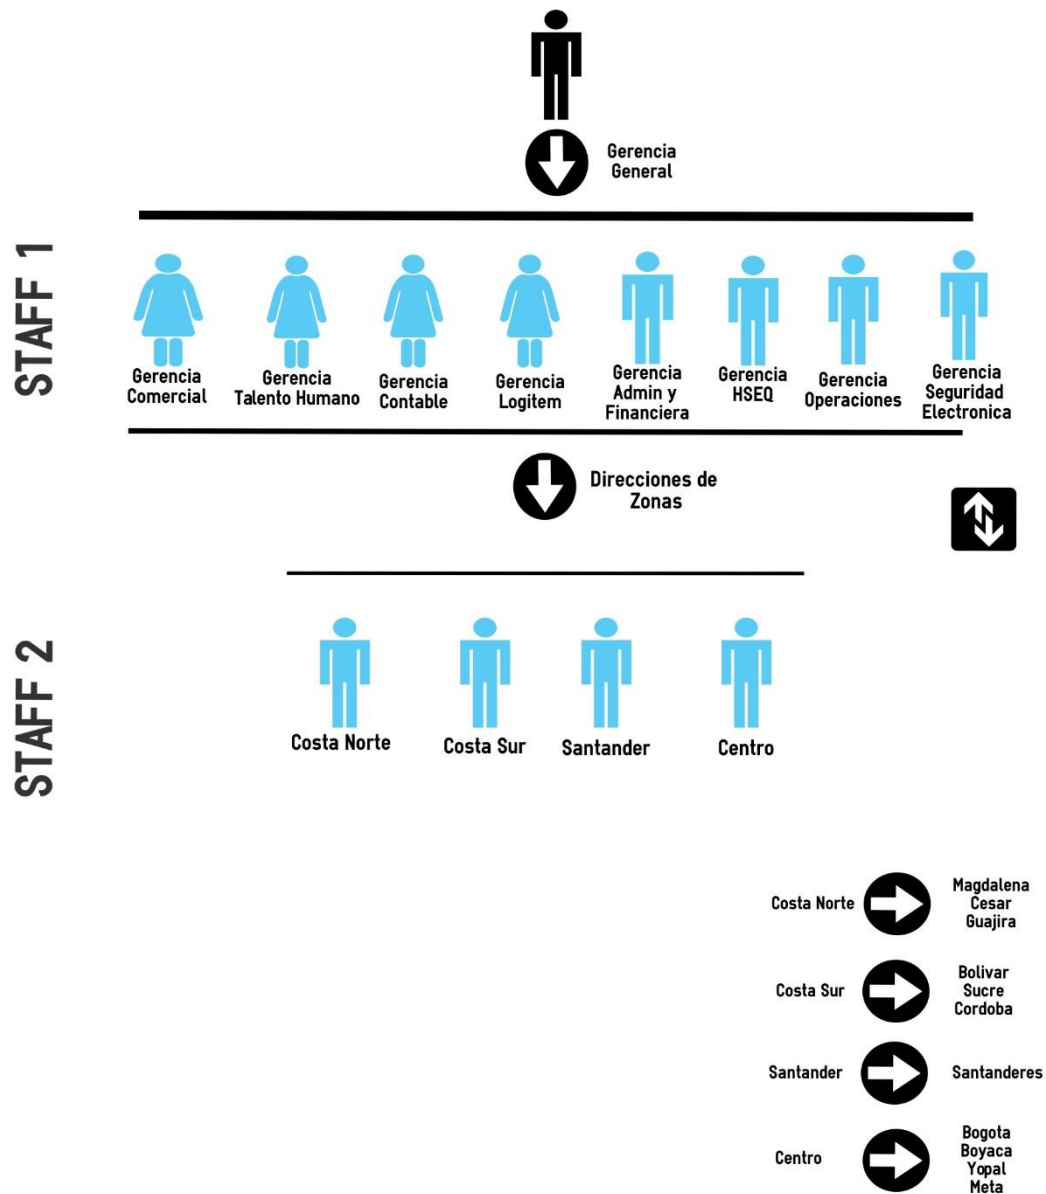 Gerencia
General
STAFF 1
Gerencia
Comercial
Gerencia
Talento Humano
Gerencia
Contable
Gerencia
Logitem
Gerencia
Admin y
Financiera
Gerencia
HSEQ
Gerencia
Operaciones
Gerencia
Seguridad
Electronica
Direcciones de
Zonas
STAFF 2
Costa Norte
Costa Sur
Santander
Centro
Costa Norte
Magdalena
Cesar
Guajira
Costa Sur
Bolivar
Sucre
Cordoba
Santander
Santanderes
Centro
Bogota
Boyaca
Yopal
Meta